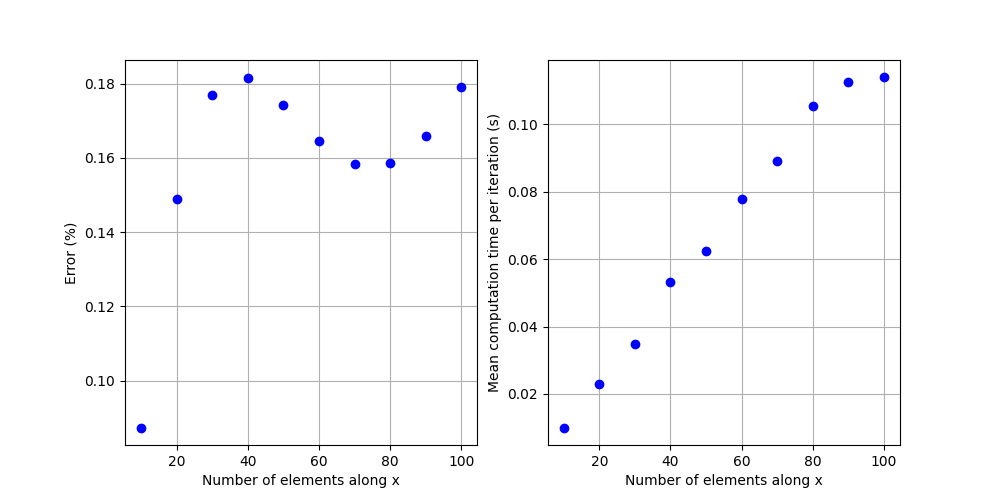 Error (%)
0.18
0.16
0.14
0.12
0.10
20 40 60 80 100
Number of elements along x
Mean computation time per iteration (s)
0.10
0.08
0.06
0.04
0.02
20 40 60 80 100
Number of elements along x